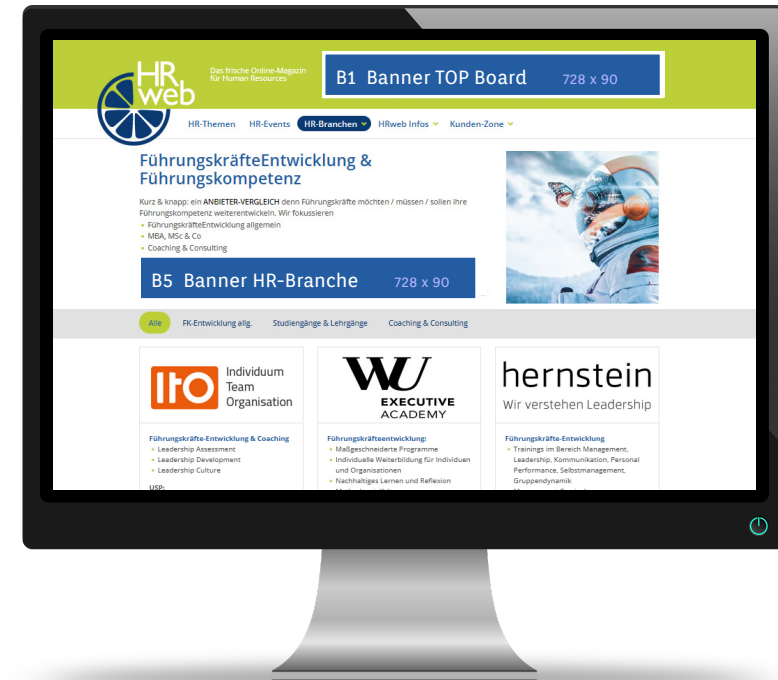 HR
web
Das frische Online-Magazin
für Human Resources
B1 Banner TOP Board 728 x 90
HR-Themen HR-Events HR-Branchen HRweb Infos Kunden-Zone
FührungskräfteEntwicklung &
Führungskompetenz
Kurz & knapp: ein ANBIETER-VERGLEICH denn Führungskräfte möchten / müssen / sollen ihre
Führungskompetenz weiterentwickeln. Wir fokussieren
• FührungskräfteEntwicklung allgemein
• MBA, MSc & Co
• Coaching & Consulting
B5 Banner HR-Branche 728 x 90
Alle FK-Entwicklung allg. Studiengänge & Lehrgänge Coaching & Consulting
ITO
Individuum
Team
Organisation
Führungskräfte-Entwicklung & Coaching
• Leadership Assessment
• Leadership Development
• Leadership Culture
USP:
WU
EXECUTIVE
ACADEMY
Führungskräfteentwicklung:
• Maßgeschneiderte Programme
• Individuelle Weiterbildung für Individuen
und Organisationen
• Nachhaltiges Lernen und Reflexion
hernstein
Wir verstehen Leadership
Führungskräfte-Entwicklung
• Trainings im Bereich Management,
Leadership, Kommunikation, Personal
Performance, Selbstmanagement,
Gruppendynamik